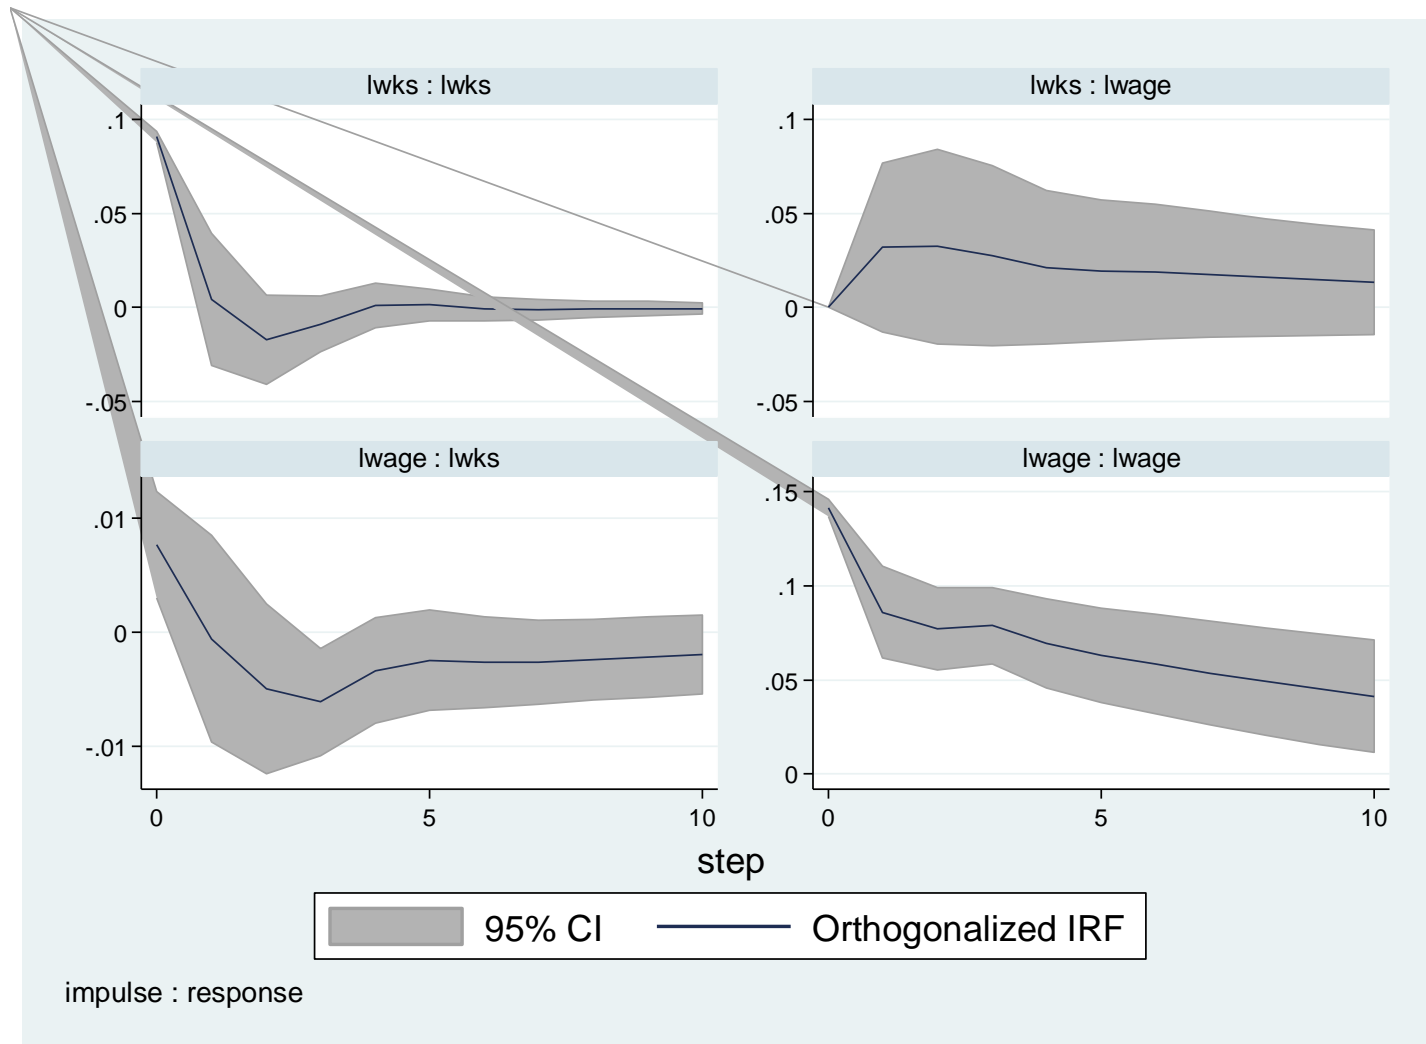 lwks : lwks
.1
.05
0
-.05
lwks : lwage
.1
.05
0
-.05
lwage : lwks
.01
0
-.01
0
5
10
lwage : lwage
.15
.1
.05
0
0
5
10
step
95% CI
Orthogonalized IRF
impulse : response